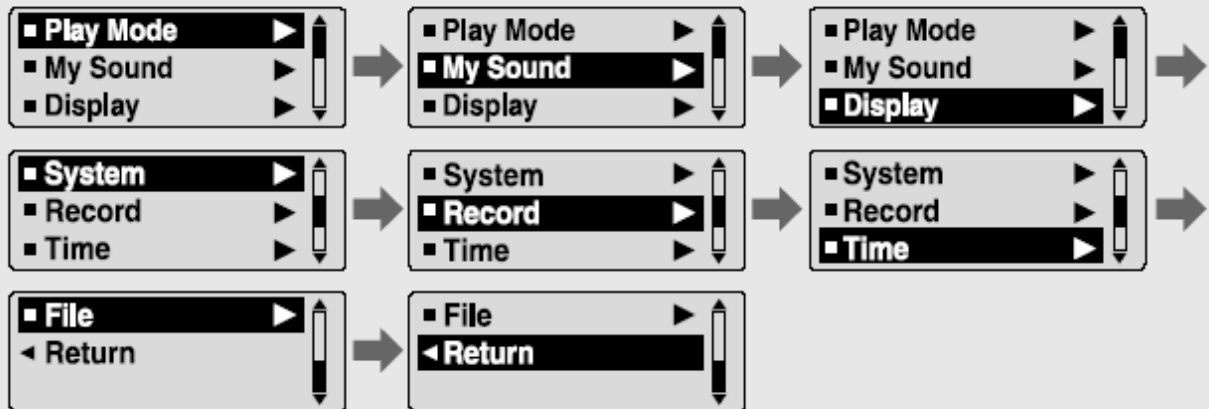 Play Mode
My Sound
Display
Play Mode
My Sound
Display
Play Mode
My Sound
Display
System
Record
Time
System
Record
Time
System
Record
Time
File
Return
File
Return